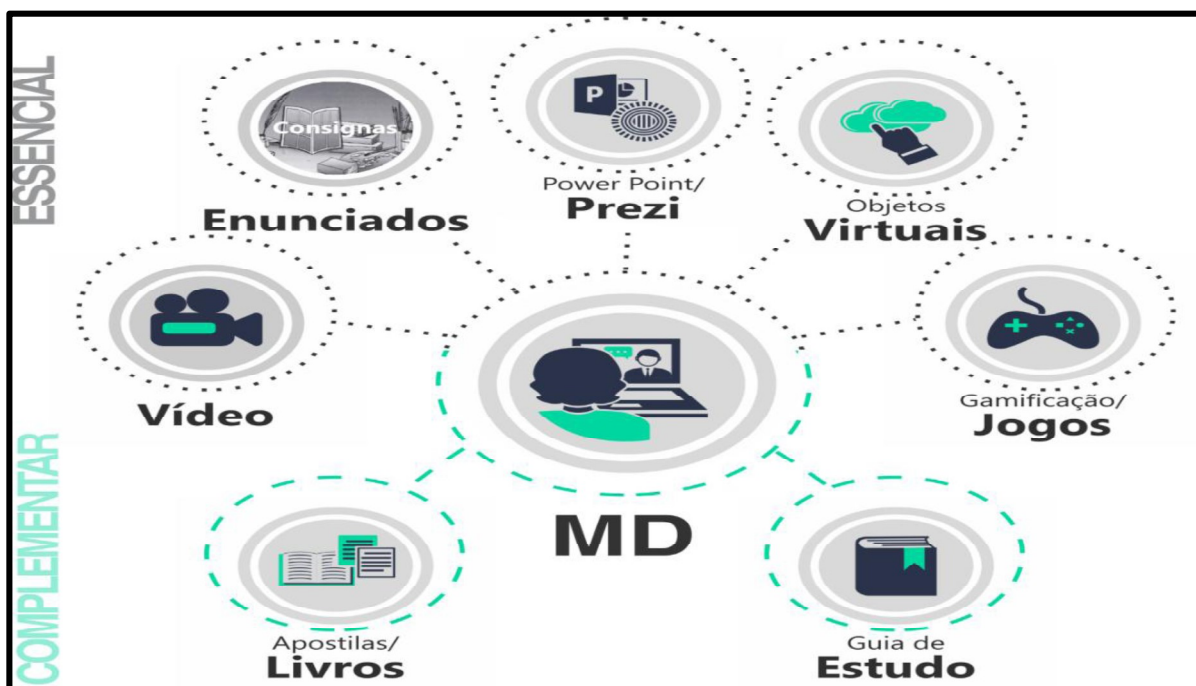 ESSENCIAL
Consignas
Enunciados
P
Power Point/
Prezi
Objetos
Virtuais
Vídeo
Gamificação/
Jogos
MD
COMPLEMENTAR
Apostilas/
Livros
Guia de
Estudo